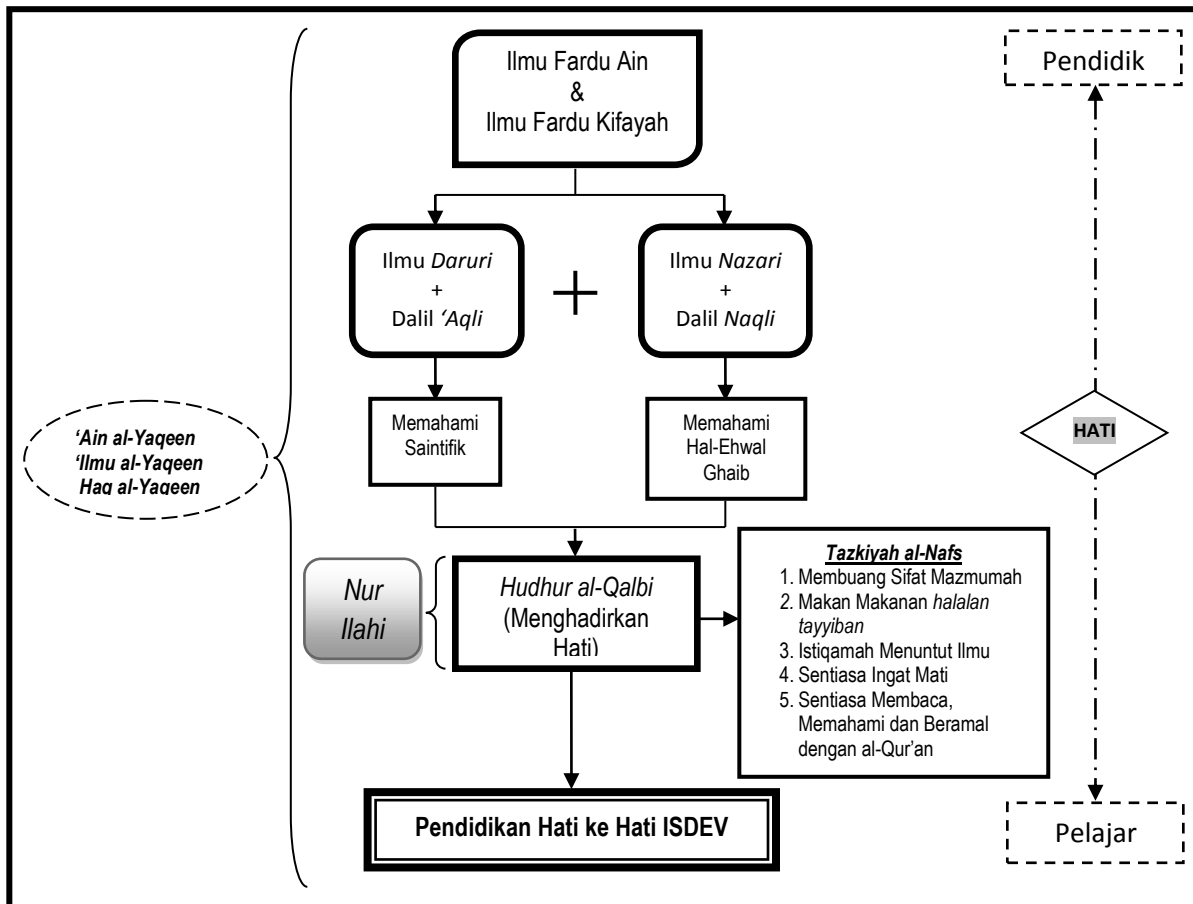 Ilmu Fardu Ain
&
Ilmu Fardu Kifayah
Pendidik
Ilmu Daruri
+
Dalil ‘Aqli
+
Ilmu Nazari
+
Dalil Naqli
Memahami
Saintifik
Memahami
Hal-Ehwal
Ghaib
‘Ain al-Yaqeen
‘Ilmu al-Yaqeen
Haq al-Yaqeen
HATI
Nur
Ilahi
Hudhur al-Qalbi
(Menghadirkan
Hati)
Tazkiyah al-Nafs
1. Membuang Sifat Mazmumah
2. Makan Makanan halalan
tayyiban
3. Istiqamah Menuntut Ilmu
4. Sentiasa Ingat Mati
5. Sentiasa Membaca,
Memahami dan Beramal
dengan al-Qur’an
Pendidikan Hati ke Hati ISDEV
Pelajar